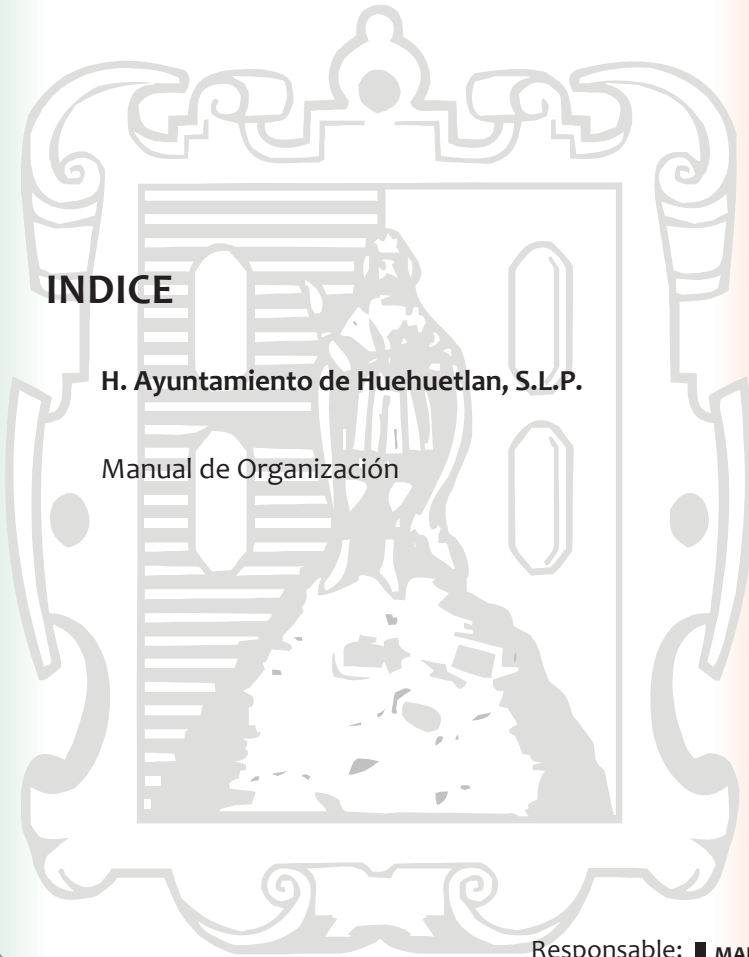 INDICE
H. Ayuntamiento de Huehuetlan, S.L.P.
Manual de Organización
Responsable: